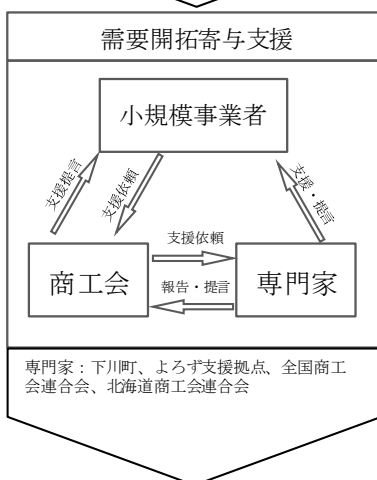 需要開拓寄与支援
小規模事業者
支援提言
支援依頼
支援・提言
支援依頼
商工会
専門家
報告・提言
専門家：下川町、よろず支援拠点、全国商工
会連合会、北海道商工会連合会